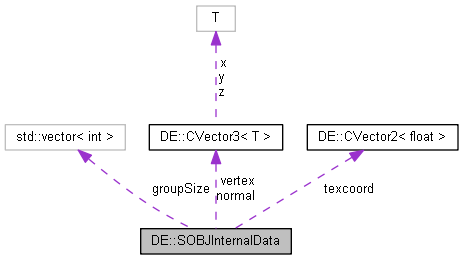 T
x
y
z
std::vector< int >
DE::CVector3< T >
DE::CVector2< float >
groupSize
vertex
normal
texcoord
DE::SOBJInternalData